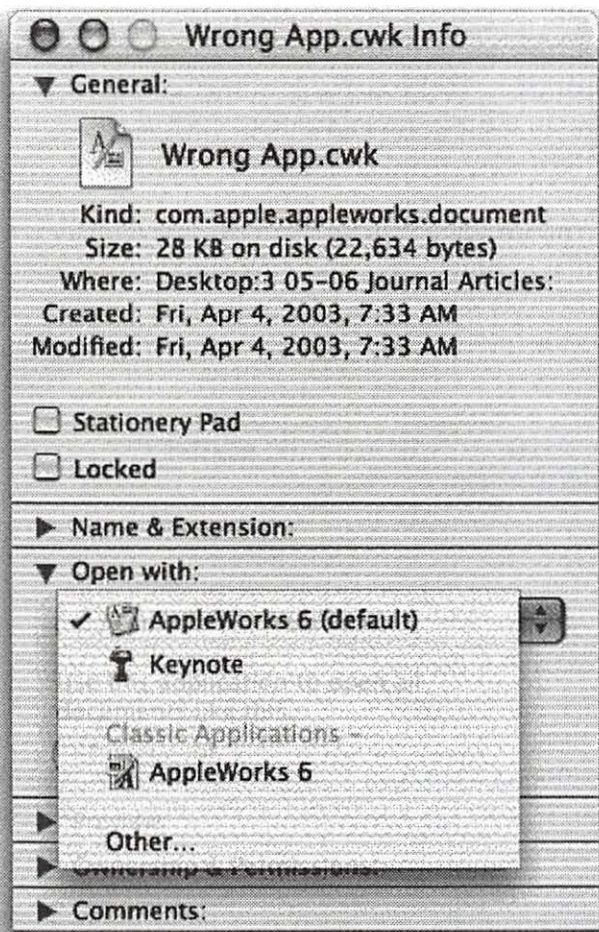 Wrong App.cwk Info
General:
Wrong App.cwk
Kind: com.apple.appleworks.document
Size: 28 KB on disk (22,634 bytes)
Where: Desktop:3 05-06 Journal Articles:
Created: Fri, Apr 4, 2003, 7:33 AM
Modified: Fri, Apr 4, 2003, 7:33 AM
Stationery Pad
Locked
Name & Extension:
Open with:
AppleWorks 6 (default)
Keynote
Classic Applications -
AppleWorks 6
Other...
Ownership & Permissions:
Comments: